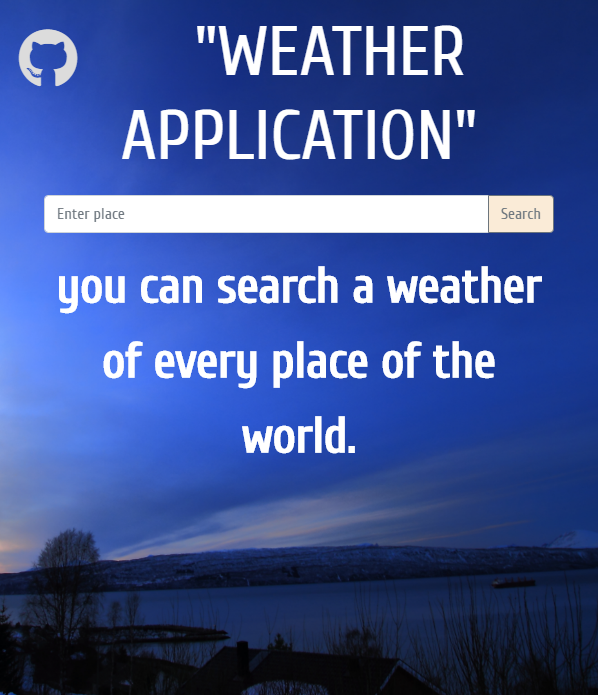 "WEATHER
APPLICATION"
Enter place Search
you can search a weather
of every place of the
world.